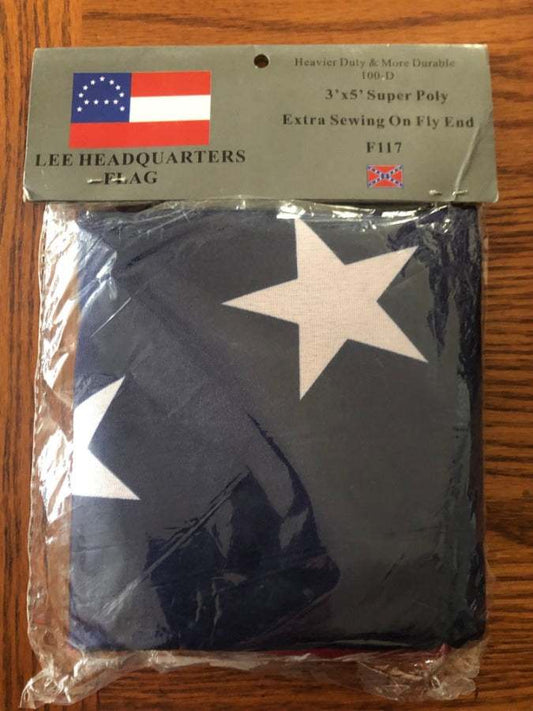 Heavier Duty & More Durable
100-D
3'x5' Super Poly
Extra Sewing On Fly End
F117
LEE HEADQUARTERS
FLAG